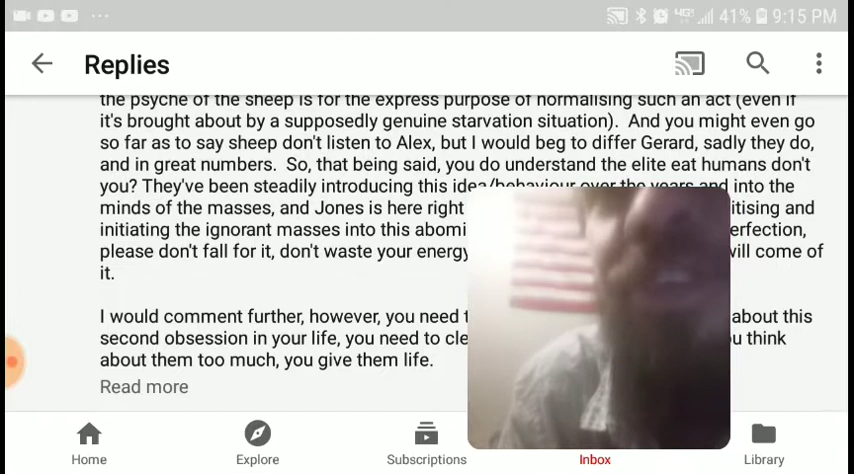 41% 9:15 PM
Replies
the psyche of the sheep is for the express purpose of normalising such an act (even if
it's brought about by a supposedly genuine starvation situation). And you might even go
so far as to say sheep don't listen to Alex, but I would beg to differ Gerard, sadly they do,
and in great numbers. So, that being said, you do understand the elite eat humans don't
you? They've been steadily introducing this idea/behaviour over the years and into the
minds of the masses, and Jones is here right itising and
initiating the ignorant masses into this abomi erfection,
please don't fall for it, don't waste your energy will come of
it.
I would comment further, however, you need t about this
second obsession in your life, you need to cle u think
about them too much, you give them life.
Read more
Home Explore Subscriptions Inbox Library